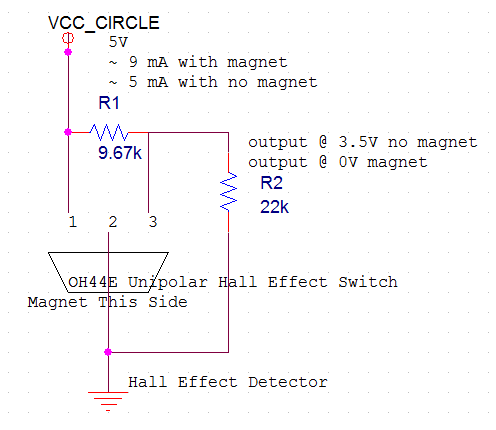 VCC_CIRCLE
5V
~ 9 mA with magnet
~ 5 mA with no magnet
R1
9.67k
output @ 3.5V no magnet
output @ 0V magnet
R2
22k
1 2 3
OH44E Unipolar Hall Effect Switch
Magnet This Side
Hall Effect Detector